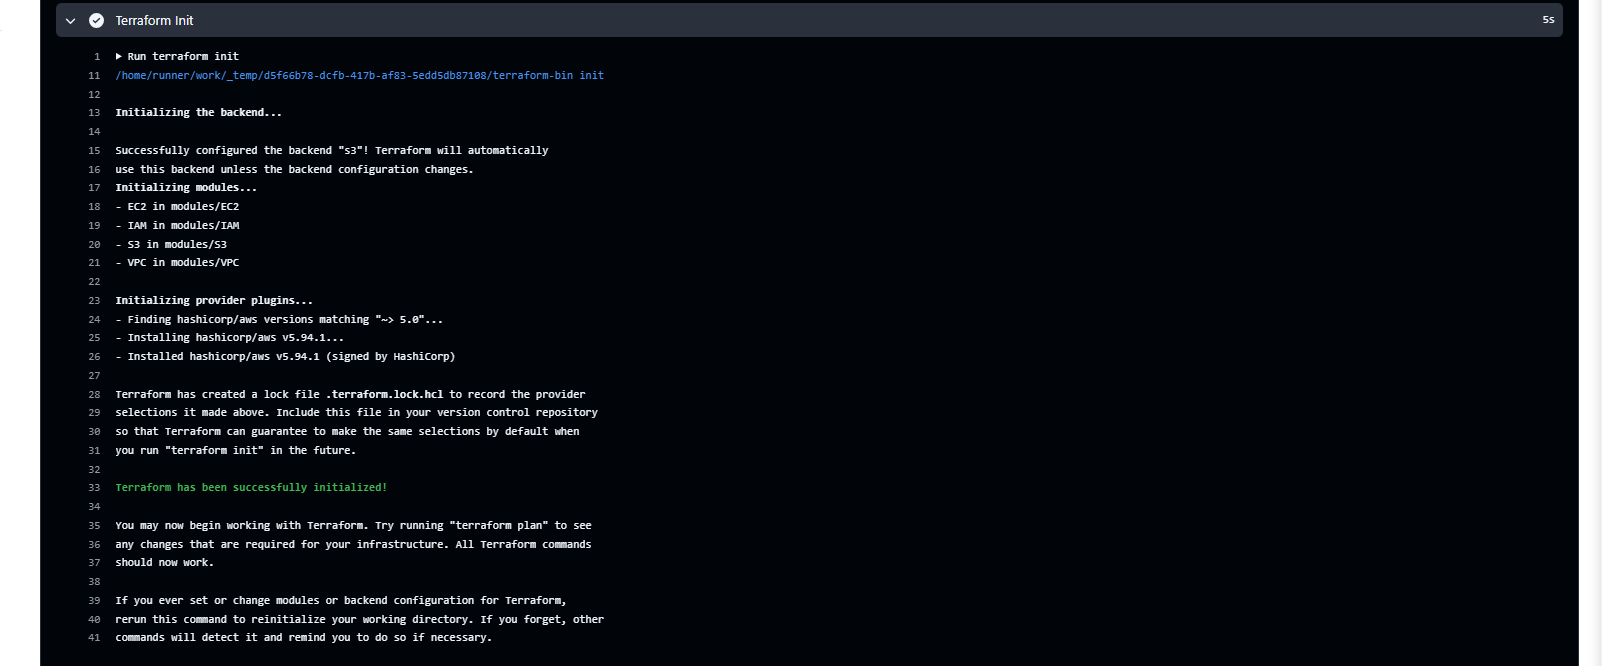 Terraform Init
5s
1 ▶ Run terraform init
11 /home/runner/work/_temp/d5f66b78-dcfb-417b-af83-5edd5db87108/terraform-bin init
12
13 Initializing the backend...
14
15 Successfully configured the backend "s3"! Terraform will automatically
16 use this backend unless the backend configuration changes.
17 Initializing modules...
18 - EC2 in modules/EC2
19 - IAM in modules/IAM
20 - S3 in modules/S3
21 - VPC in modules/VPC
22
23 Initializing provider plugins...
24 - Finding hashicorp/aws versions matching "~> 5.0"...
25 - Installing hashicorp/aws v5.94.1...
26 - Installed hashicorp/aws v5.94.1 (signed by HashiCorp)
27
28 Terraform has created a lock file .terraform.lock.hcl to record the provider
29 selections it made above. Include this file in your version control repository
30 so that Terraform can guarantee to make the same selections by default when
31 you run "terraform init" in the future.
32
33 Terraform has been successfully initialized!
34
35 You may now begin working with Terraform. Try running "terraform plan" to see
36 any changes that are required for your infrastructure. All Terraform commands
37 should now work.
38
39 If you ever set or change modules or backend configuration for Terraform,
40 rerun this command to reinitialize your working directory. If you forget, other
41 commands will detect it and remind you to do so if necessary.